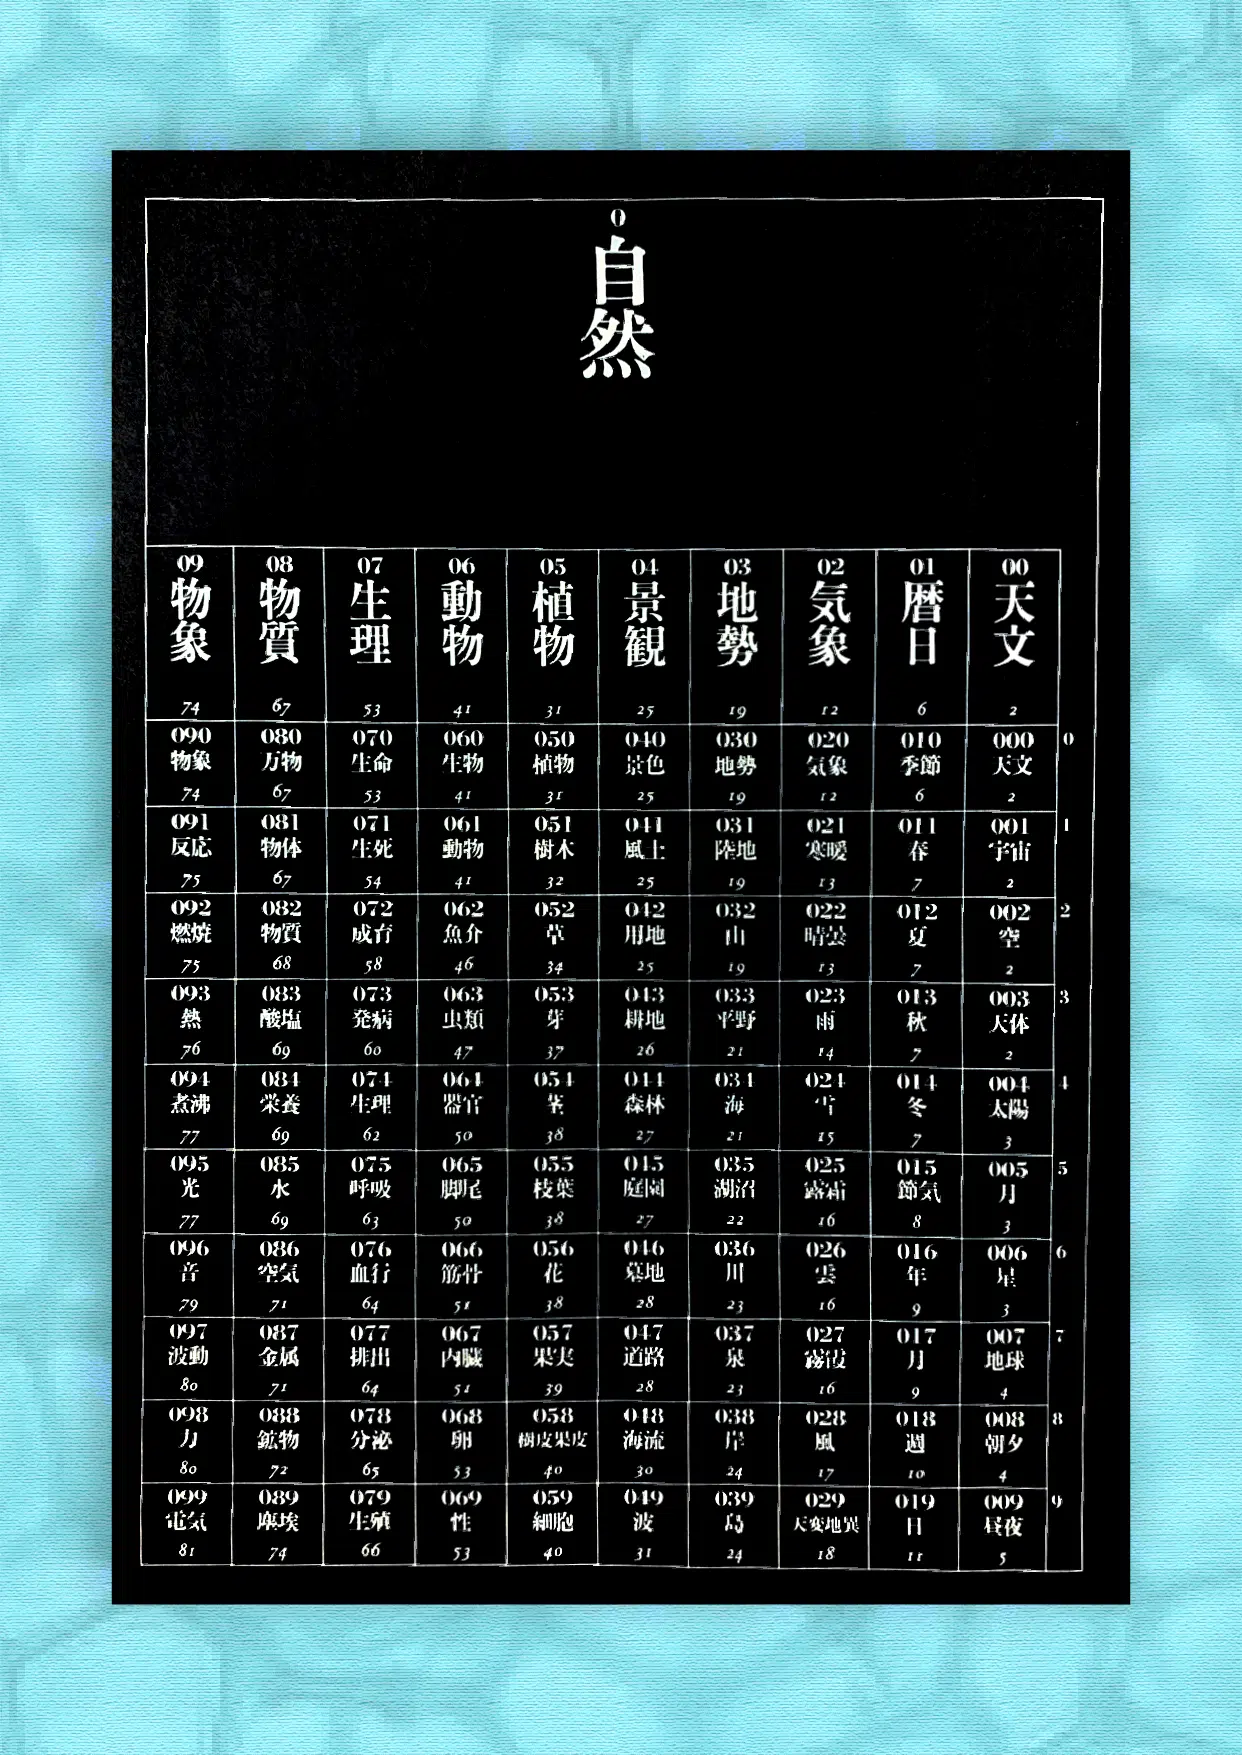 0
自然
00 01 02 03 04 05 06 07 08 09
天文 暦日 気象 地勢 景観 植物 動物 生理 物質 物象
2 6 12 19 25 31 41 53 67 74
0
000 010 020 030 040 050 060 070 080 090
天文 季節 気象 地勢 景色 植物 生物 生命 万物 物象
2 6 12 19 25 31 41 53 67 74
1
001 011 021 031 041 051 061 071 081 091
宇宙 春 寒暖 陸地 風土 樹木 動物 生死 物体 反応
2 7 13 19 25 32 41 54 67 75
2
002 012 022 032 042 052 062 072 082 092
空 夏 晴曇 山 用地 草 魚介 成育 物質 燃焼
2 7 13 19 25 34 46 58 68 75
3
003 013 023 033 043 053 063 073 083 093
天体 秋 雨 平野 耕地 芽 虫類 発病 酸塩 熱
2 7 14 21 26 37 47 60 69 76
4
004 014 024 034 044 054 064 074 084 094
太陽 冬 雪 海 森林 茎 器官 生理 栄養 煮沸
3 7 15 21 27 38 50 62 69 77
5
005 015 025 035 045 055 065 075 085 095
月 節気 露霜 湖沼 庭園 枝葉 脚尾 呼吸 水 光
3 8 16 22 27 38 50 63 69 77
6
006 016 026 036 046 056 066 076 086 096
星 年 雲 川 墓地 花 筋骨 血行 空気 音
3 9 16 23 28 38 51 64 71 79
7
007 017 027 037 047 057 067 077 087 097
地球 月 霧霞 泉 道路 果実 内臓 排出 金属 波動
4 9 16 23 28 39 51 64 71 80
8
008 018 028 038 048 058 068 078 088 098
朝夕 週 風 岸 海流 樹皮果皮 卵 分泌 鉱物 力
4 10 17 24 30 40 53 65 72 80
9
009 019 029 039 049 059 069 079 089 099
昼夜 日 天変地異 島 波 細胞 性 生殖 塵埃 電気
5 11 18 24 31 40 53 66 74 81